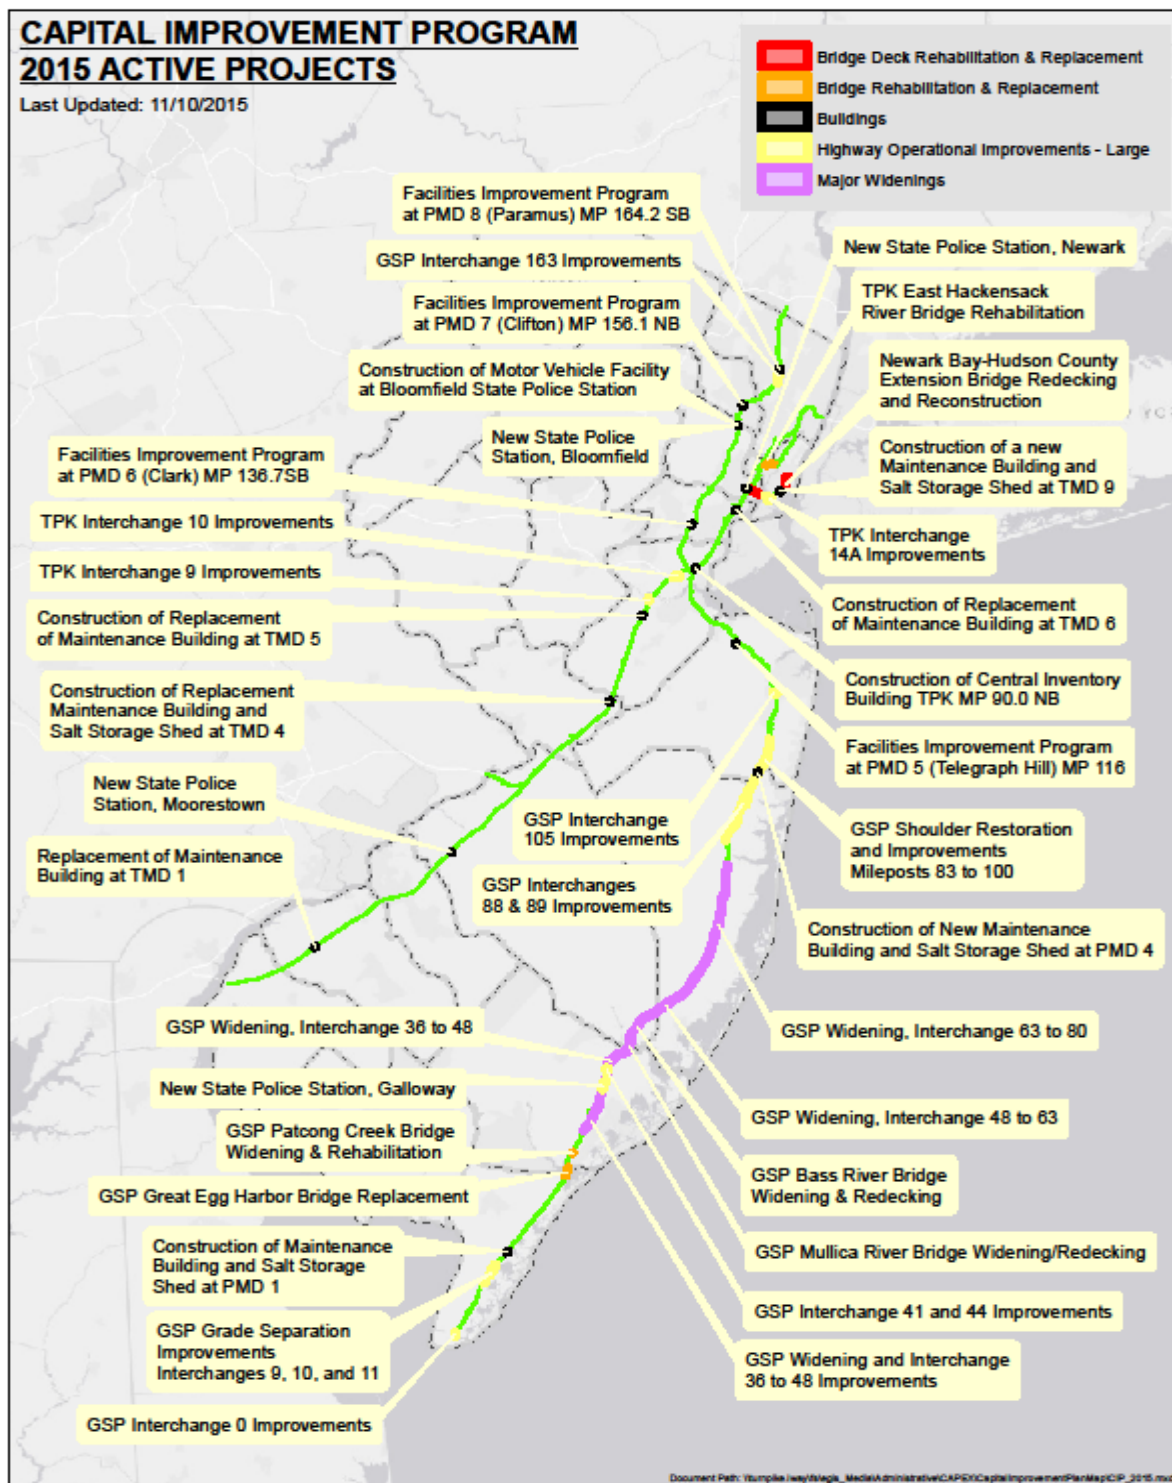 CAPITAL IMPROVEMENT PROGRAM
2015 ACTIVE PROJECTS
Last Updated: 11/10/2015
Bridge Deck Rehabilitation & Replacement
Bridge Rehabilitation & Replacement
Buildings
Highway Operational Improvements - Large
Major Widenings
Facilities Improvement Program
at PMD 8 (Paramus) MP 164.2 SB
GSP Interchange 163 Improvements
Facilities Improvement Program
at PMD 7 (Clifton) MP 156.1 NB
Construction of Motor Vehicle Facility
at Bloomfield State Police Station
New State Police
Station, Bloomfield
Facilities Improvement Program
at PMD 6 (Clark) MP 136.7SB
TPK Interchange 10 Improvements
TPK Interchange 9 Improvements
Construction of Replacement
of Maintenance Building at TMD 5
Construction of Replacement
Maintenance Building and
Salt Storage Shed at TMD 4
New State Police
Station, Moorestown
Replacement of Maintenance
Building at TMD 1
New State Police Station, Newark
TPK East Hackensack
River Bridge Rehabilitation
Newark Bay-Hudson County
Extension Bridge Redecking
and Reconstruction
Construction of a new
Maintenance Building and
Salt Storage Shed at TMD 9
TPK Interchange
14A Improvements
Construction of Replacement
of Maintenance Building at TMD 6
Construction of Central Inventory
Building TPK MP 90.0 NB
Facilities Improvement Program
at PMD 5 (Telegraph Hill) MP 116
GSP Interchange
105 Improvements
GSP Shoulder Restoration
and Improvements
Mileposts 83 to 100
GSP Interchanges
88 & 89 Improvements
Construction of New Maintenance
Building and Salt Storage Shed at PMD 4
GSP Widening, Interchange 63 to 80
GSP Widening, Interchange 36 to 48
New State Police Station, Galloway
GSP Patcong Creek Bridge
Widening & Rehabilitation
GSP Great Egg Harbor Bridge Replacement
Construction of Maintenance
Building and Salt Storage
Shed at PMD 1
GSP Grade Separation
Improvements
Interchanges 9, 10, and 11
GSP Interchange 0 Improvements
GSP Widening, Interchange 48 to 63
GSP Bass River Bridge
Widening & Redecking
GSP Mullica River Bridge Widening/Redecking
GSP Interchange 41 and 44 Improvements
GSP Widening and Interchange
36 to 48 Improvements
Document Path: